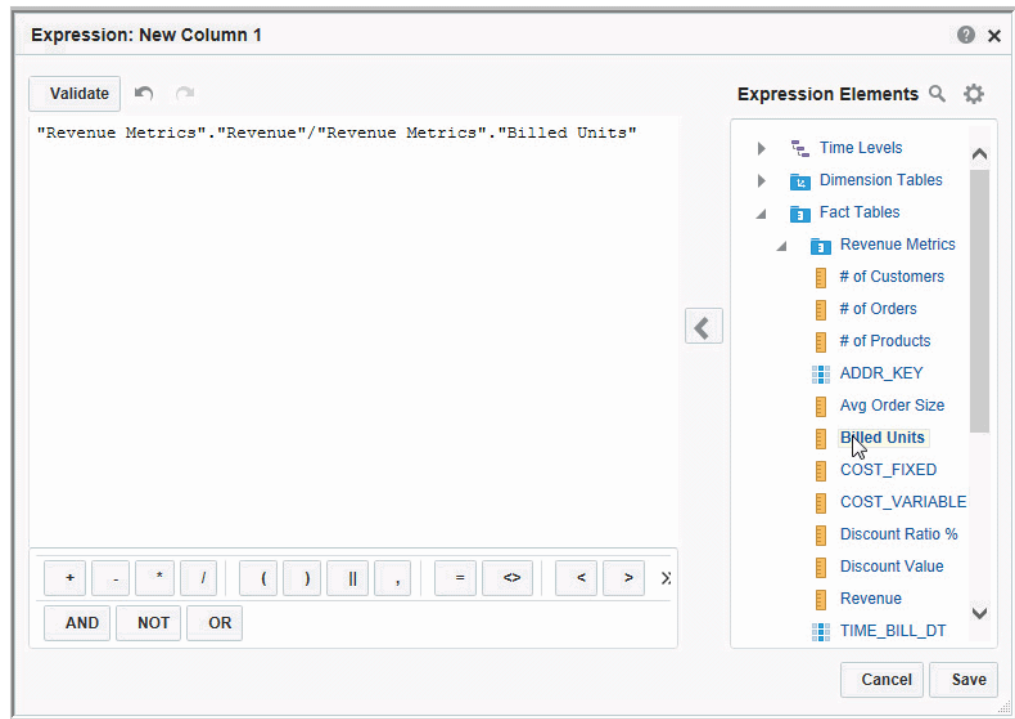 Expression: New Column 1
Validate
Expression Elements
"Revenue Metrics"."Revenue"/"Revenue Metrics"."Billed Units"
Time Levels
Dimension Tables
Fact Tables
Revenue Metrics
# of Customers
# of Orders
# of Products
ADDR_KEY
Avg Order Size
Billed Units
COST_FIXED
COST_VARIABLE
Discount Ratio %
Discount Value
Revenue
TIME_BILL_DT
+ - * / ( ) || , = <> < > »
AND NOT OR
Cancel Save